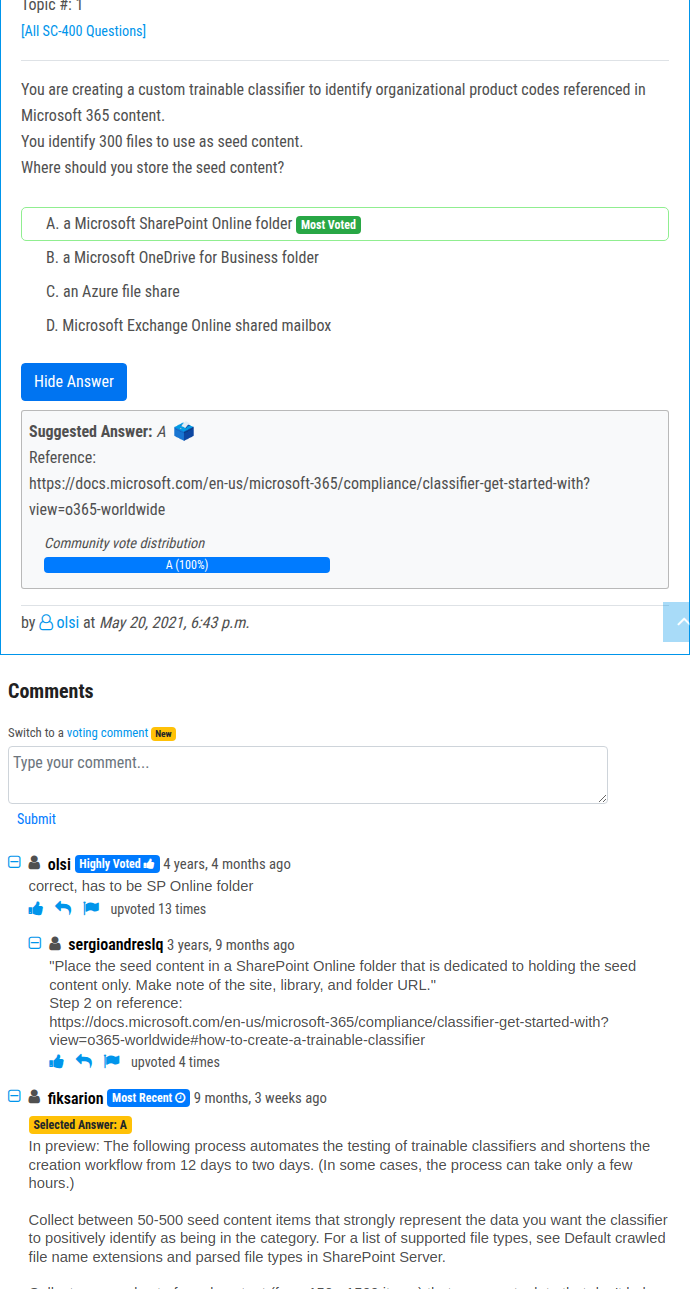 Topic #: 1
[All SC-400 Questions]
You are creating a custom trainable classifier to identify organizational product codes referenced in
Microsoft 365 content.
You identify 300 files to use as seed content.
Where should you store the seed content?
A. a Microsoft SharePoint Online folder Most Voted
B. a Microsoft OneDrive for Business folder
C. an Azure file share
D. Microsoft Exchange Online shared mailbox
Hide Answer
Suggested Answer: A
Reference:
https://docs.microsoft.com/en-us/microsoft-365/compliance/classifier-get-started-with?
view=o365-worldwide
Community vote distribution
A (100%)
by olsi at May 20, 2021, 6:43 p.m.
Comments
Switch to a voting comment New
Type your comment...
Submit
olsi Highly Voted 4 years, 4 months ago
correct, has to be SP Online folder
upvoted 13 times
sergioandreslq 3 years, 9 months ago
"Place the seed content in a SharePoint Online folder that is dedicated to holding the seed
content only. Make note of the site, library, and folder URL."
Step 2 on reference:
https://docs.microsoft.com/en-us/microsoft-365/compliance/classifier-get-started-with?
view=o365-worldwide#how-to-create-a-trainable-classifier
upvoted 4 times
fiksarion Most Recent 9 months, 3 weeks ago
Selected Answer: A
In preview: The following process automates the testing of trainable classifiers and shortens the
creation workflow from 12 days to two days. (In some cases, the process can take only a few
hours.)
Collect between 50-500 seed content items that strongly represent the data you want the classifier
to positively identify as being in the category. For a list of supported file types, see Default crawled
file name extensions and parsed file types in SharePoint Server.